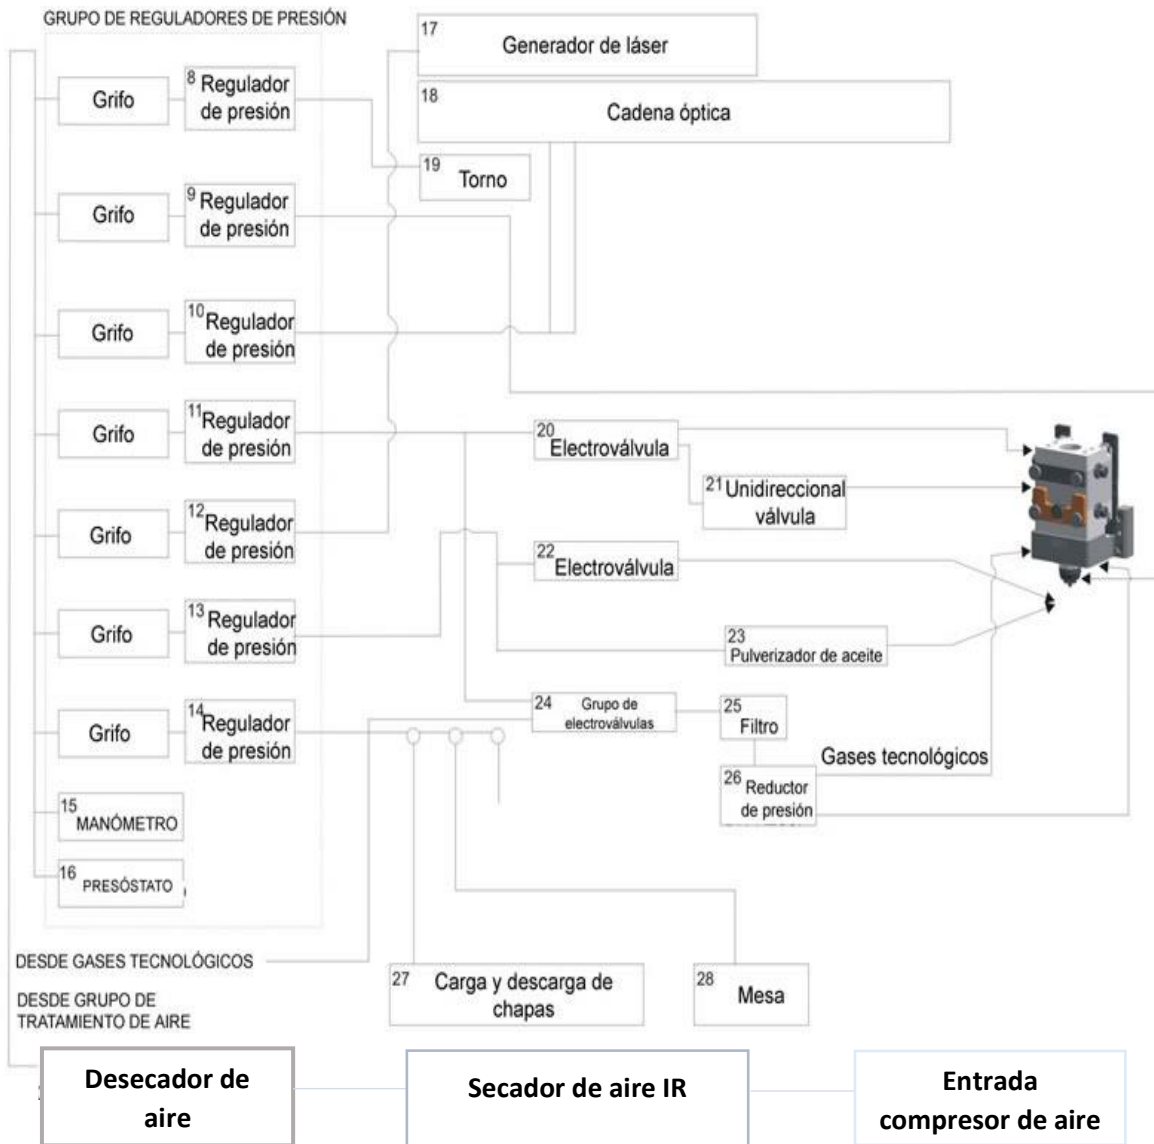 GRUPO DE REGULADORES DE PRESIÓN
17
Generador de láser
18
Cadena óptica
Grifo
8 Regulador
de presión
19
Torno
Grifo
9 Regulador
de presión
Grifo
10 Regulador
de presión
Grifo
11 Regulador
de presión
20
Electroválvula
21 Unidireccional
válvula
Grifo
12 Regulador
de presión
22
Electroválvula
Grifo
13 Regulador
de presión
23
Pulverizador de aceite
Grifo
14 Regulador
de presión
24 Grupo de
electroválvulas
25
Filtro
Gases tecnológicos
26 Reductor
de presión
15
MANÓMETRO
16
PRESÓSTATO
DESDE GASES TECNOLÓGICOS
DESDE GRUPO DE
TRATAMIENTO DE AIRE
27 Carga y descarga de
chapas
28
Mesa
Desecador de
aire
Secador de aire IR
Entrada
compresor de aire